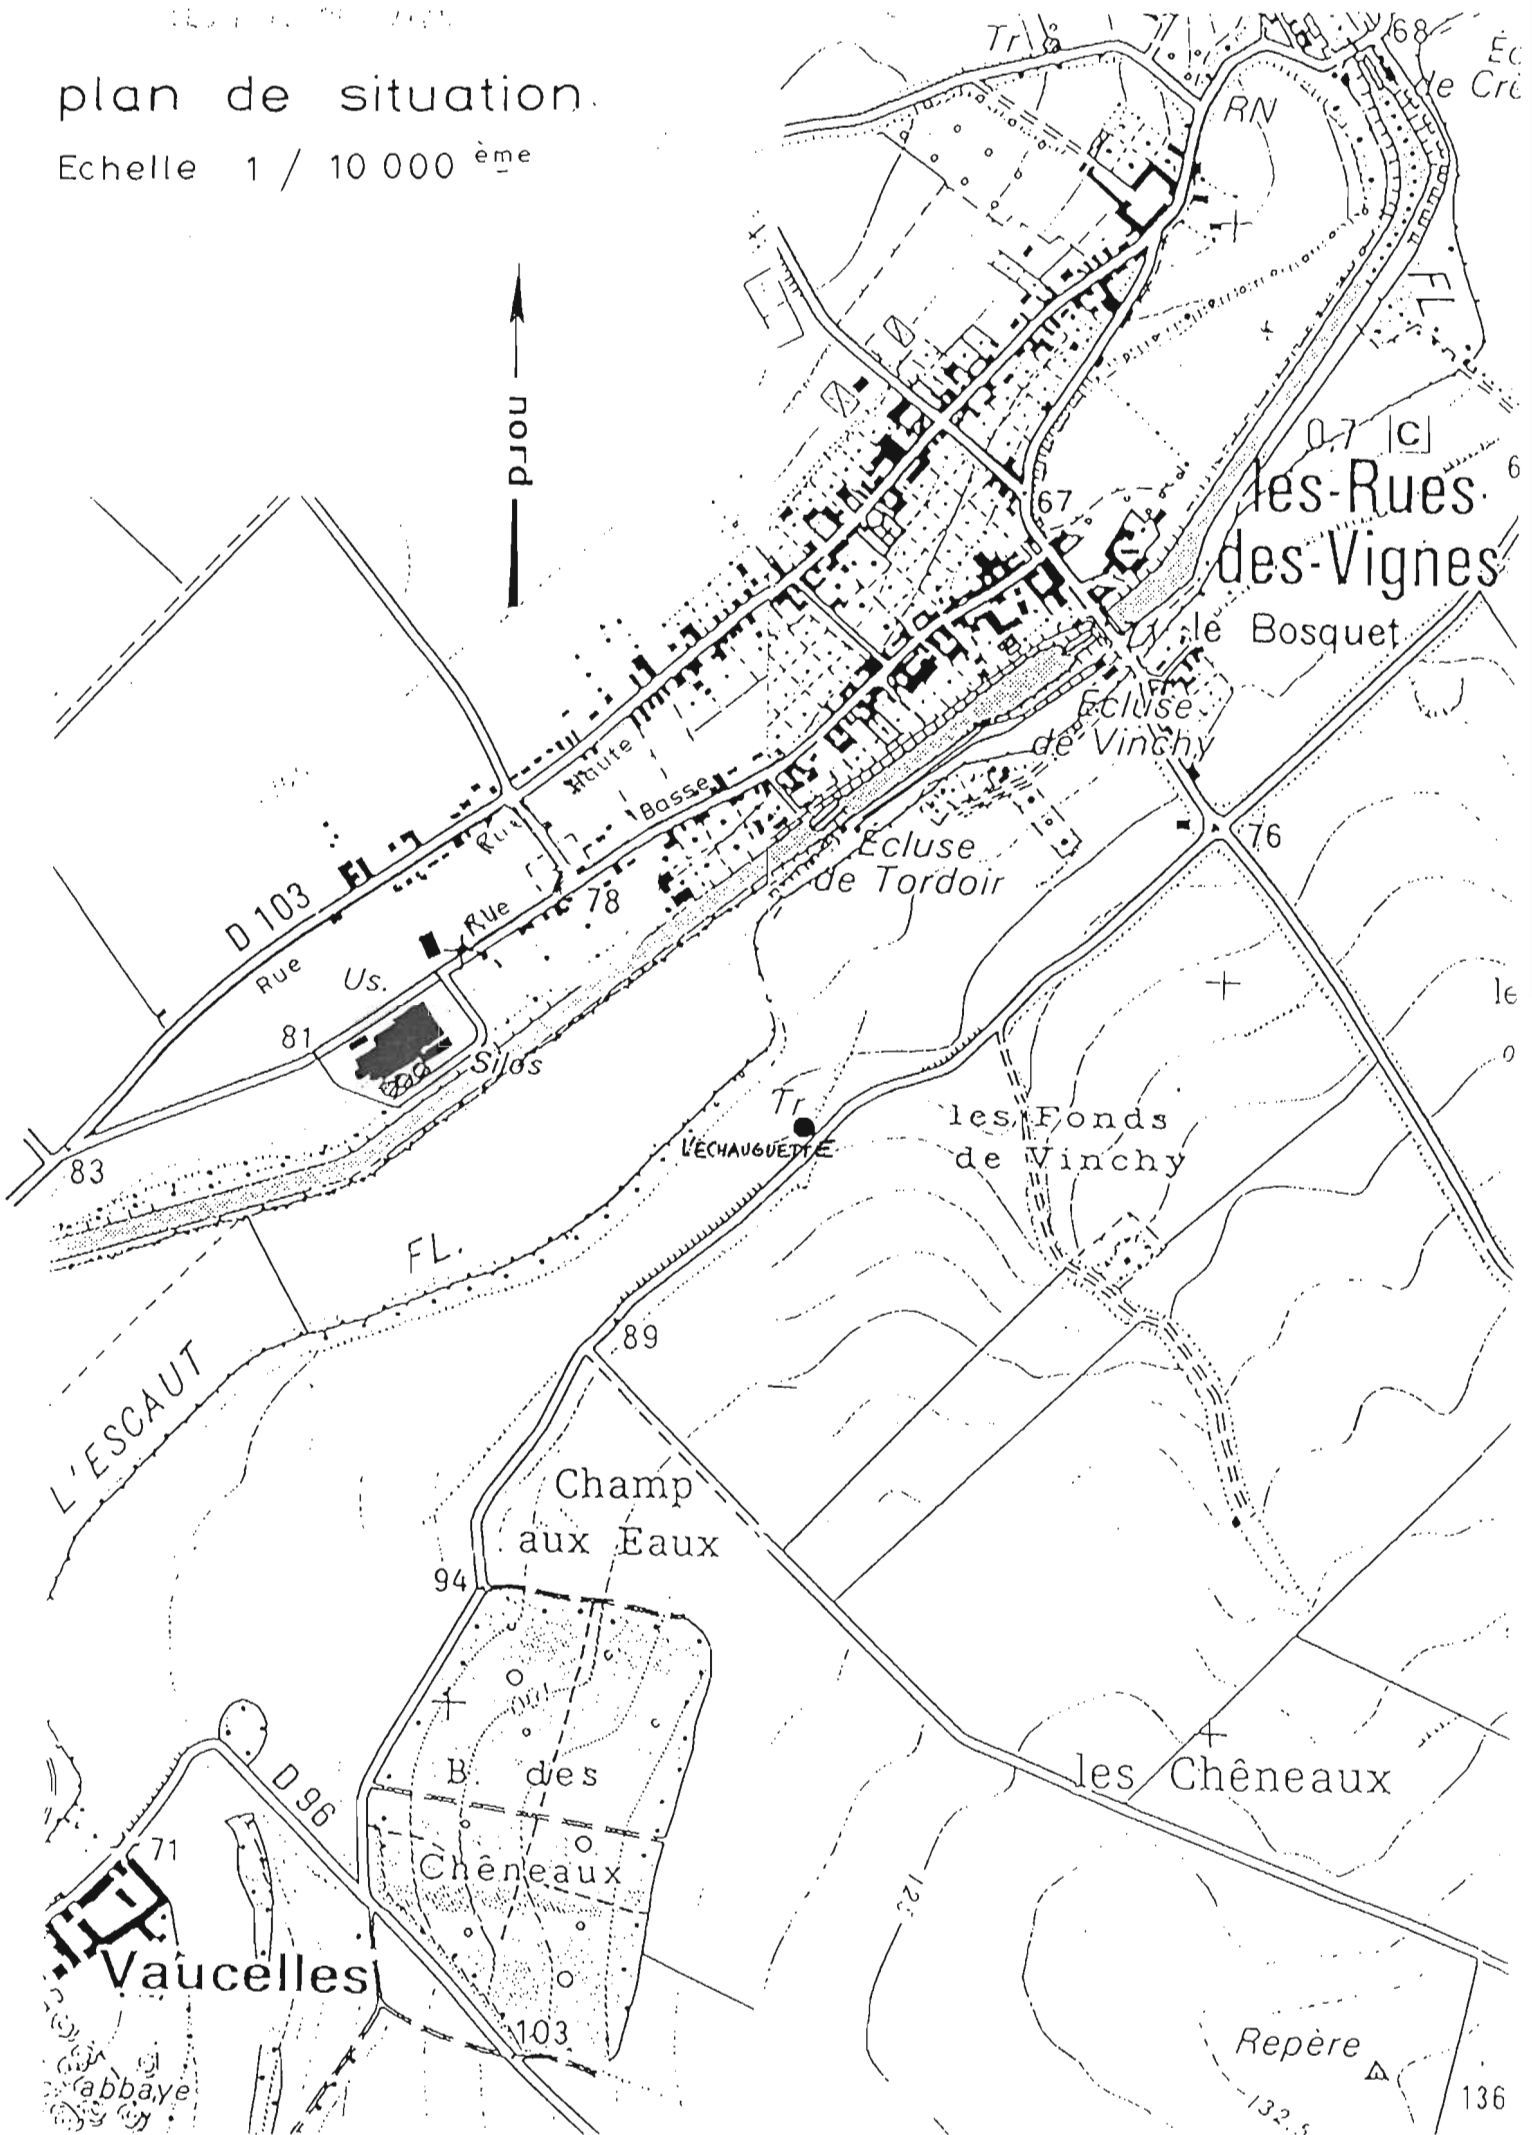 plan de situation.
Echelle 1 / 10 000 ème
nord
Tr
68
RN
FL
0,7 [c]
6
les-Rues-
des-Vignes
67
le Bosquet
Écluse
de Vinchy
76
Écluse
de Tordoir
Rue Haute
Rue Basse
78
D 103
Rue
Us.
81
Silos
83
Tr
L'ECHAUGUETTE
les Fonds
de Vinchy
FL.
89
L'ESCAUT
Champ
aux Eaux
94
B. des
Chêneaux
les Chêneaux
D 96
71
Vaucelles
103
abbaye
Repère
132,5
136